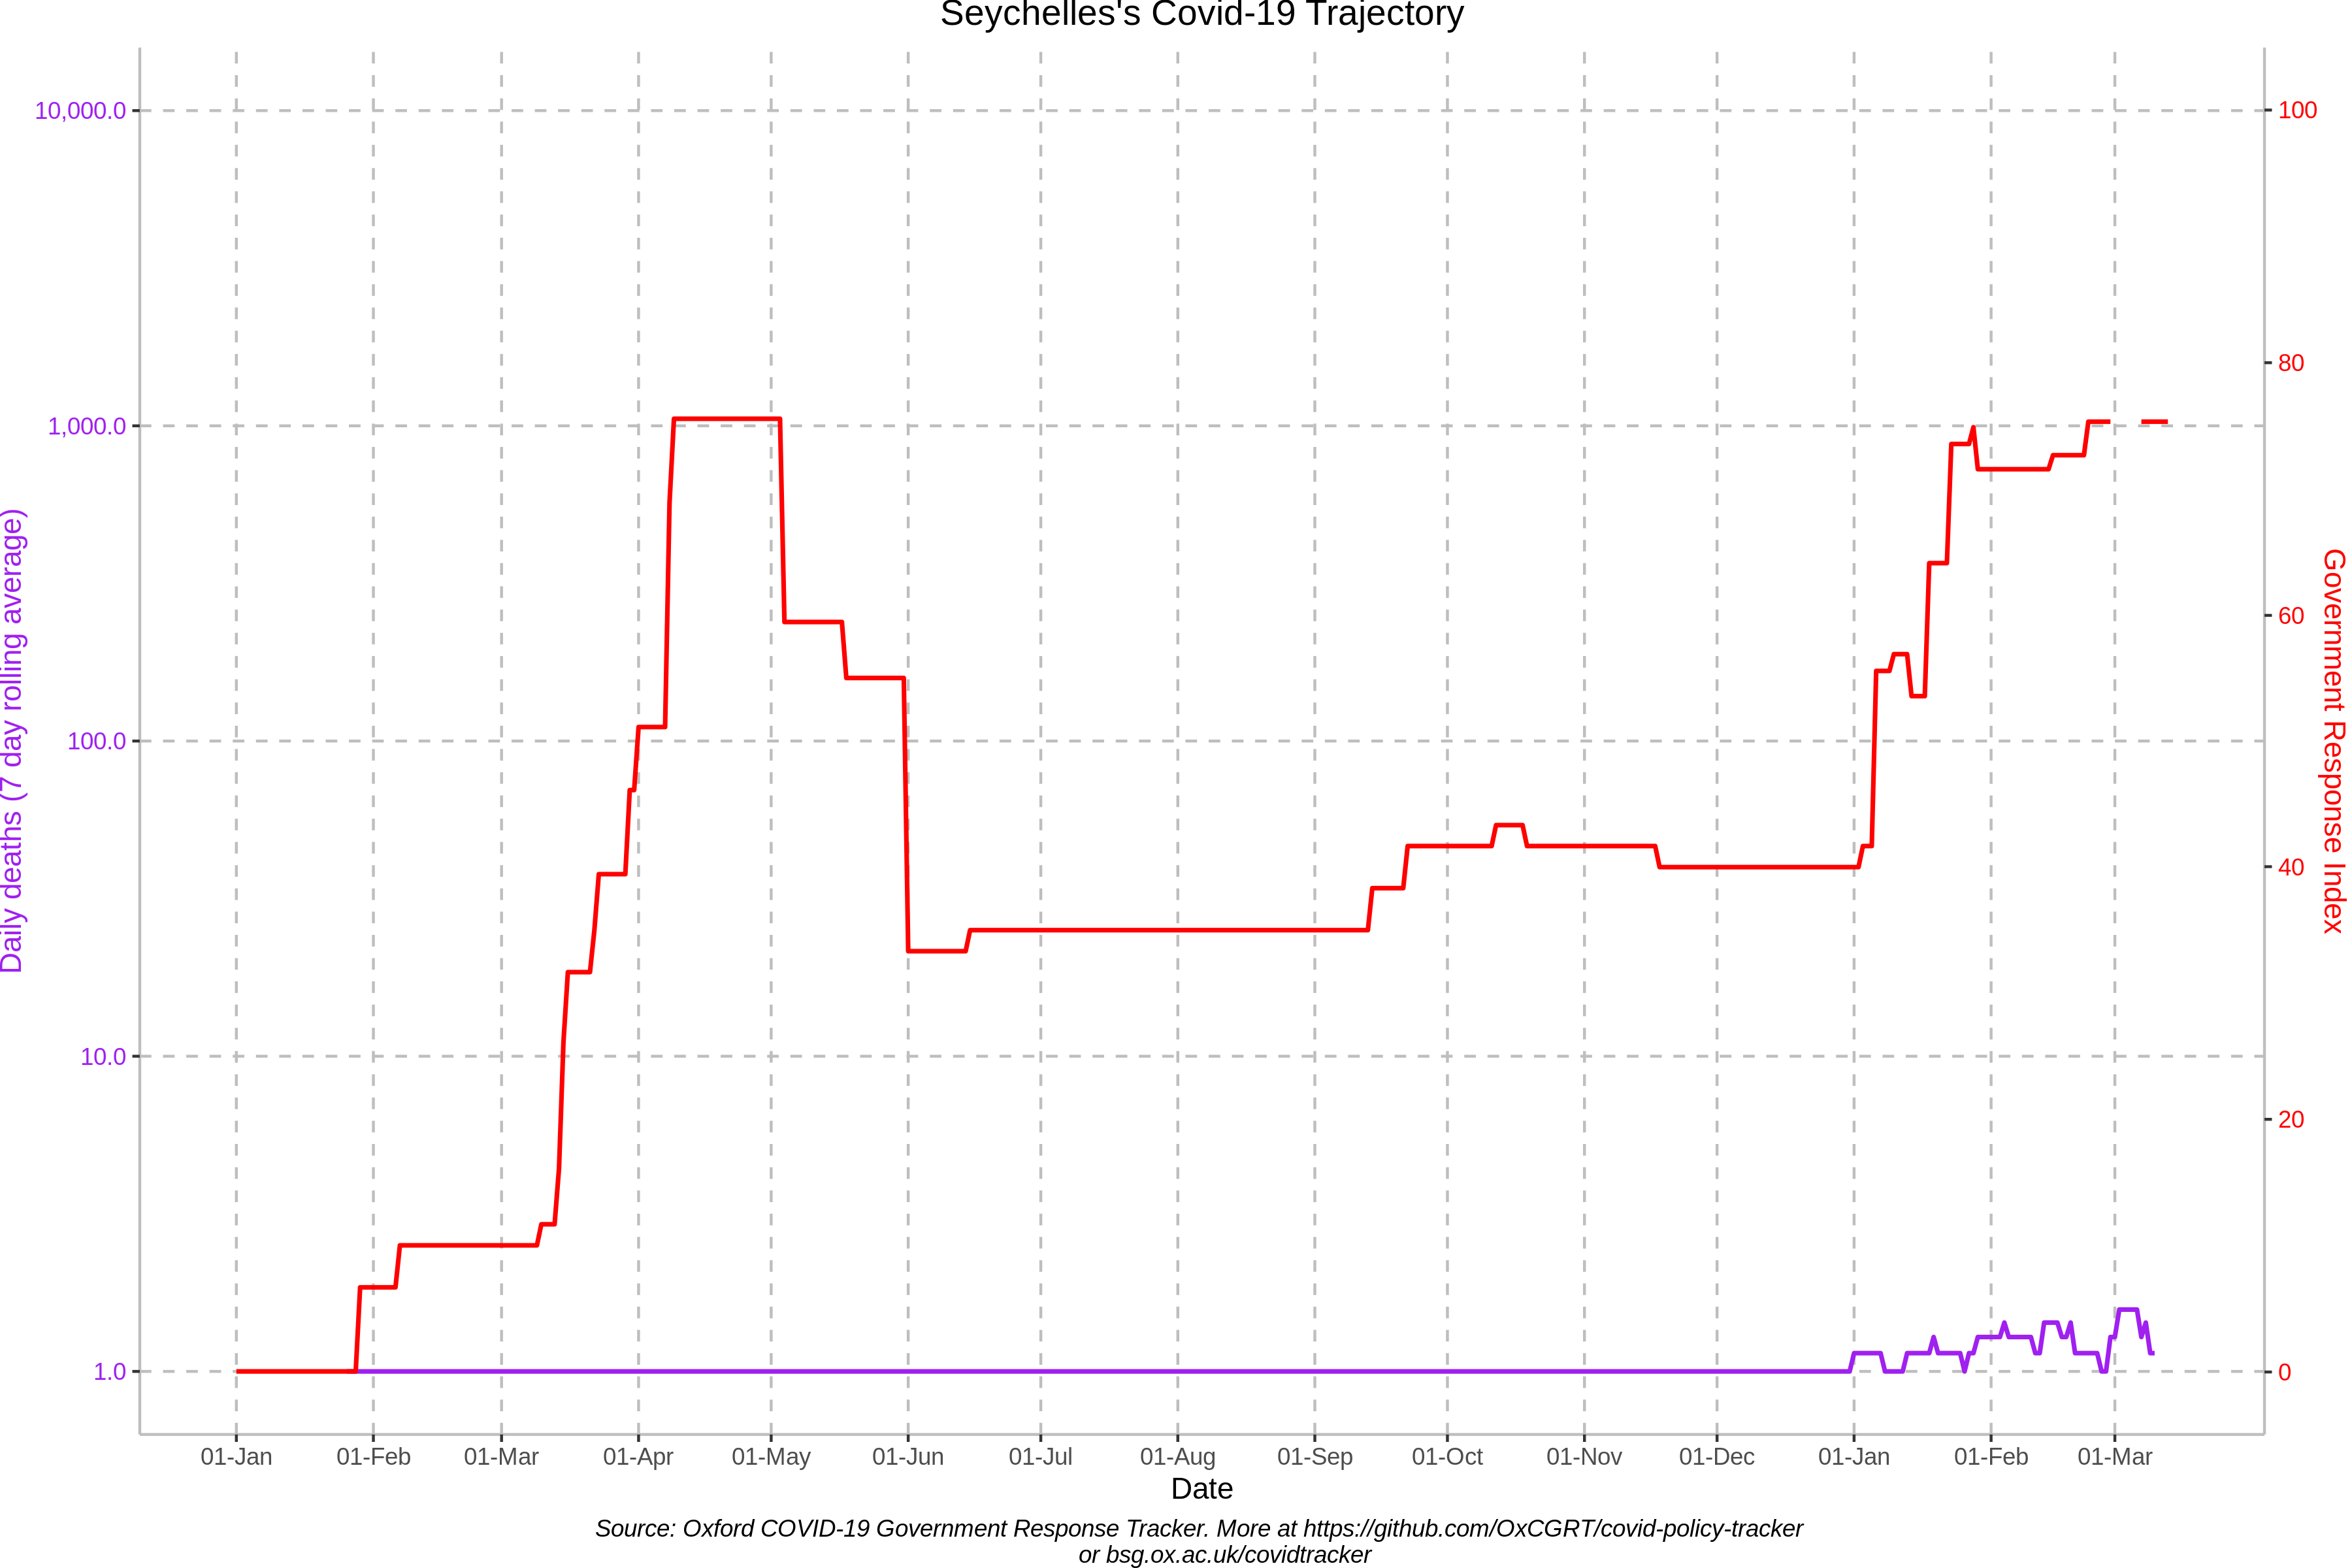 Seychelles's Covid-19 Trajectory
10,000.0
1,000.0
100.0
10.0
1.0
Daily deaths (7 day rolling average)
100
80
60
40
20
0
Government Response Index
01-Jan 01-Feb 01-Mar 01-Apr 01-May 01-Jun 01-Jul 01-Aug 01-Sep 01-Oct 01-Nov 01-Dec 01-Jan 01-Feb 01-Mar
Date
Source: Oxford COVID-19 Government Response Tracker. More at https://github.com/OxCGRT/covid-policy-tracker
or bsg.ox.ac.uk/covidtracker